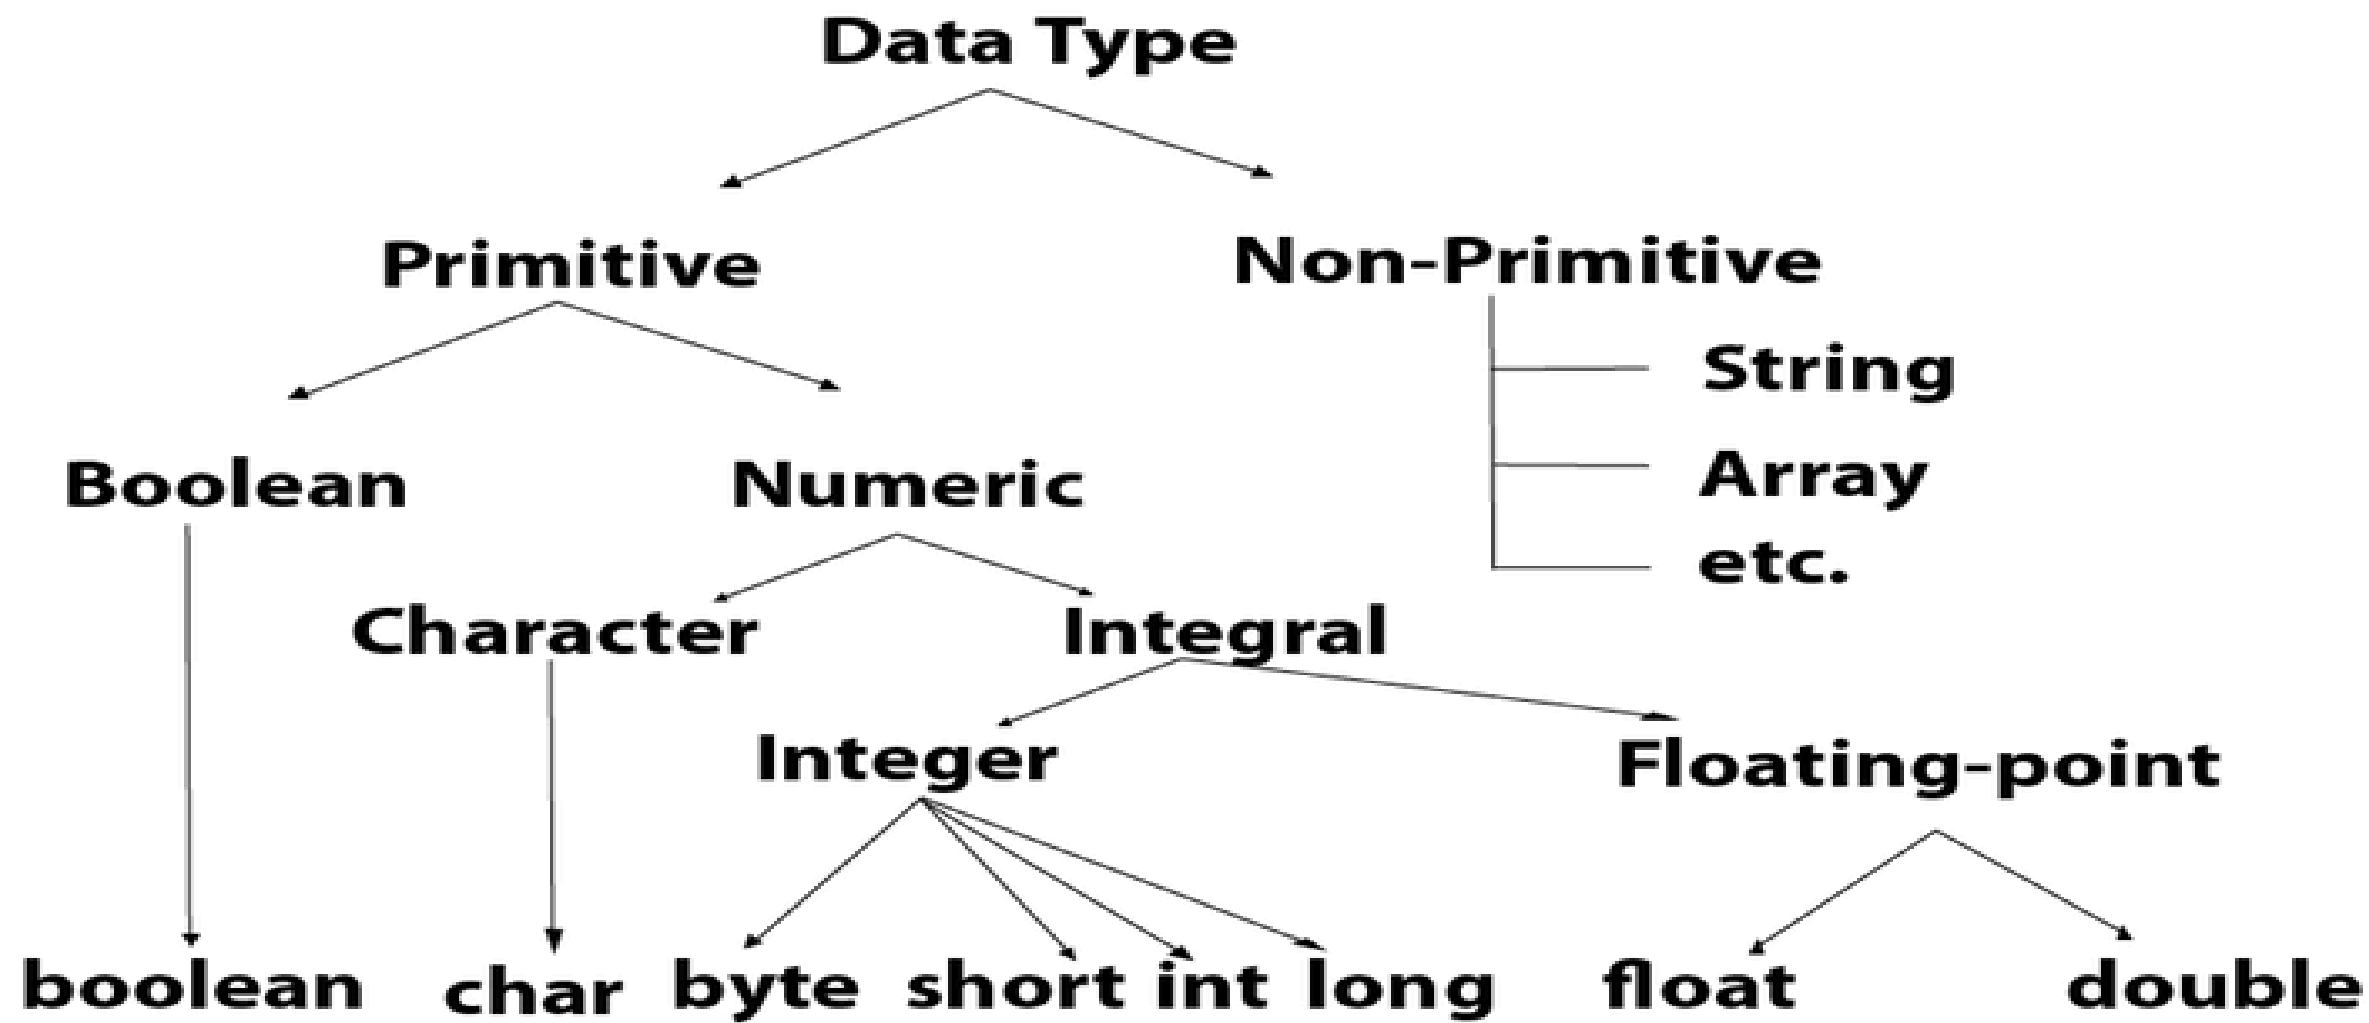 Data Type
Primitive
Non-Primitive
String
Array
etc.
Boolean
Numeric
Character
Integral
Integer
Floating-point
boolean
char
byte
short
int
long
float
double